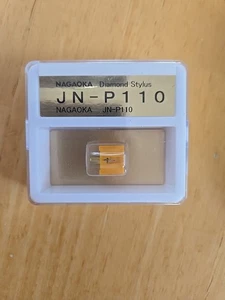 NAGAOKA Diamond Stylus
JN-P110
NAGAOKA JN-P110